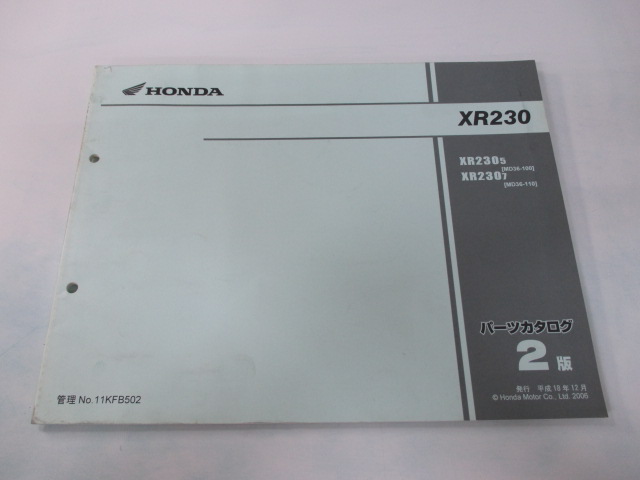 HONDA
XR230
XR2305
[MD36-100]
XR2307
[MD36-110]
パーツカタログ
2版
発行 平成18年12月
© Honda Motor Co., Ltd. 2006
管理 No.11KFB502